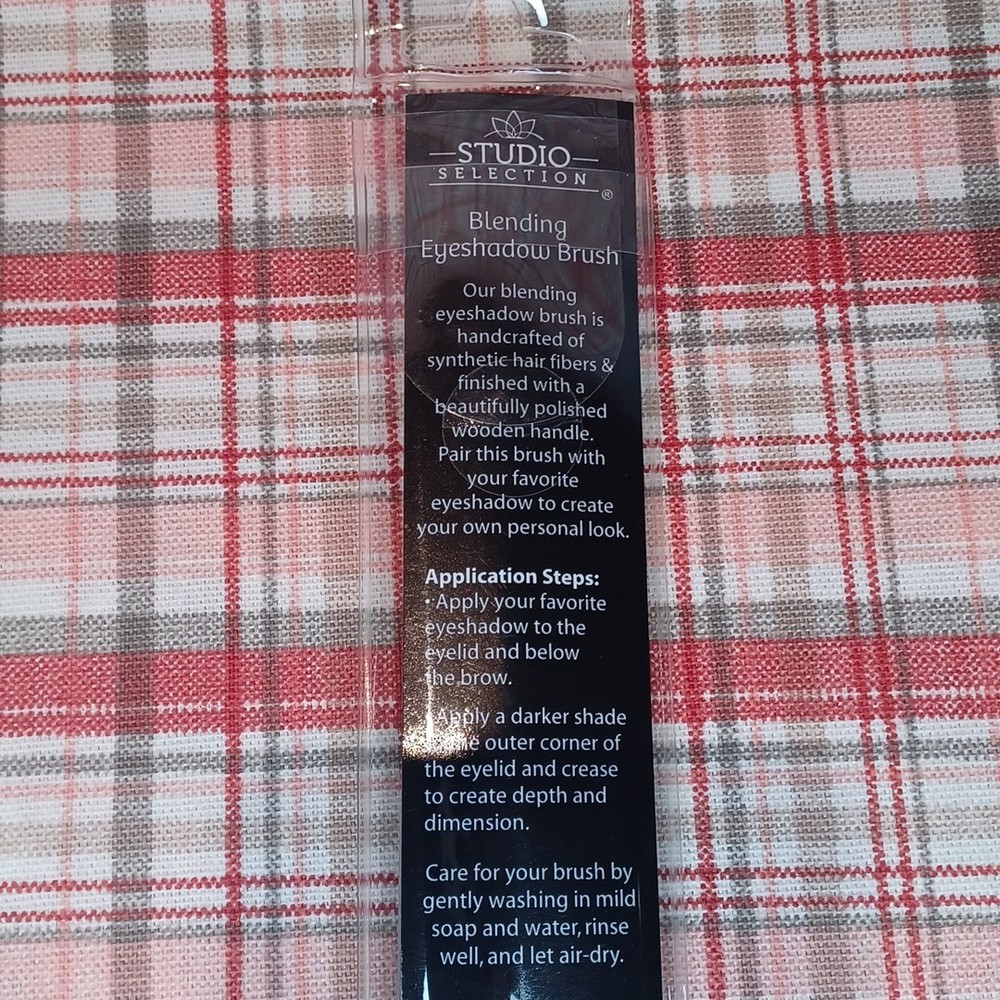 STUDIO
SELECTION
®
Blending
Eyeshadow Brush
Our blending
eyeshadow brush is
handcrafted of
synthetic hair fibers &
finished with a
beautifully polished
wooden handle.
Pair this brush with
your favorite
eyeshadow to create
your own personal look.
Application Steps:
• Apply your favorite
eyeshadow to the
eyelid and below
the brow.
Apply a darker shade
outer corner of
the eyelid and crease
to create depth and
dimension.
Care for your brush by
gently washing in mild
soap and water, rinse
well, and let air-dry.